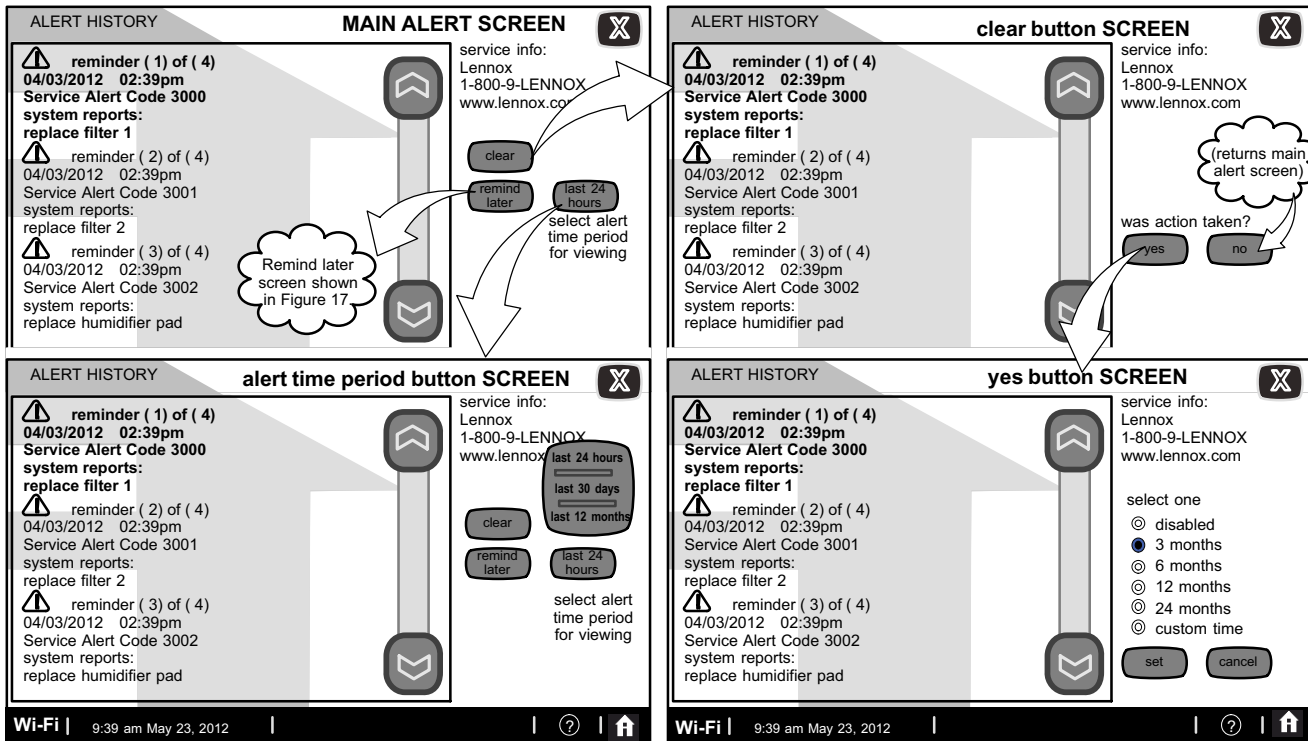 ALERT HISTORY
MAIN ALERT SCREEN
X
reminder ( 1) of ( 4)
04/03/2012 02:39pm
Service Alert Code 3000
system reports:
replace filter 1
reminder ( 2) of ( 4)
04/03/2012 02:39pm
Service Alert Code 3001
system reports:
replace filter 2
reminder ( 3) of ( 4)
04/03/2012 02:39pm
Service Alert Code 3002
system reports:
replace humidifier pad
Remind later
screen shown
in Figure 17.
service info:
Lennox
1-800-9-LENNOX
www.lennox.com
clear
remind
later
last 24
hours
select alert
time period
for viewing
ALERT HISTORY
clear button SCREEN
X
reminder ( 1) of ( 4)
04/03/2012 02:39pm
Service Alert Code 3000
system reports:
replace filter 1
reminder ( 2) of ( 4)
04/03/2012 02:39pm
Service Alert Code 3001
system reports:
replace filter 2
reminder ( 3) of ( 4)
04/03/2012 02:39pm
Service Alert Code 3002
system reports:
replace humidifier pad
service info:
Lennox
1-800-9-LENNOX
www.lennox.com
(returns main
alert screen)
was action taken?
yes
no
ALERT HISTORY
alert time period button SCREEN
X
reminder ( 1) of ( 4)
04/03/2012 02:39pm
Service Alert Code 3000
system reports:
replace filter 1
reminder ( 2) of ( 4)
04/03/2012 02:39pm
Service Alert Code 3001
system reports:
replace filter 2
reminder ( 3) of ( 4)
04/03/2012 02:39pm
Service Alert Code 3002
system reports:
replace humidifier pad
service info:
Lennox
1-800-9-LENNOX
www.lennox
last 24 hours
last 30 days
last 12 months
clear
remind
later
last 24
hours
select alert
time period
for viewing
Wi-Fi | 9:39 am May 23, 2012 | | ? |
ALERT HISTORY
yes button SCREEN
X
reminder ( 1) of ( 4)
04/03/2012 02:39pm
Service Alert Code 3000
system reports:
replace filter 1
reminder ( 2) of ( 4)
04/03/2012 02:39pm
Service Alert Code 3001
system reports:
replace filter 2
reminder ( 3) of ( 4)
04/03/2012 02:39pm
Service Alert Code 3002
system reports:
replace humidifier pad
service info:
Lennox
1-800-9-LENNOX
www.lennox.com
select one
disabled
3 months
6 months
12 months
24 months
custom time
set
cancel
Wi-Fi | 9:39 am May 23, 2012 | | ? |